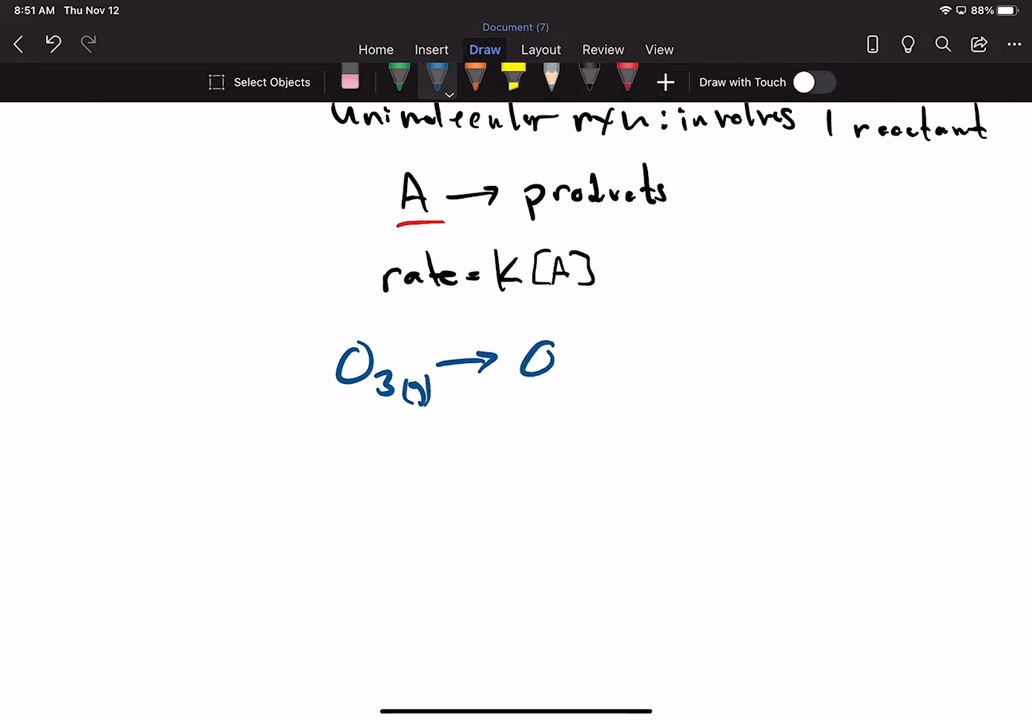 8:51 AM Thu Nov 12
88%
Document (7)
Home Insert Draw Layout Review View
Select Objects
Draw with Touch
Unimolecular rxn: involves 1 reactant
A → products
rate = K[A]
O₃(g) → O